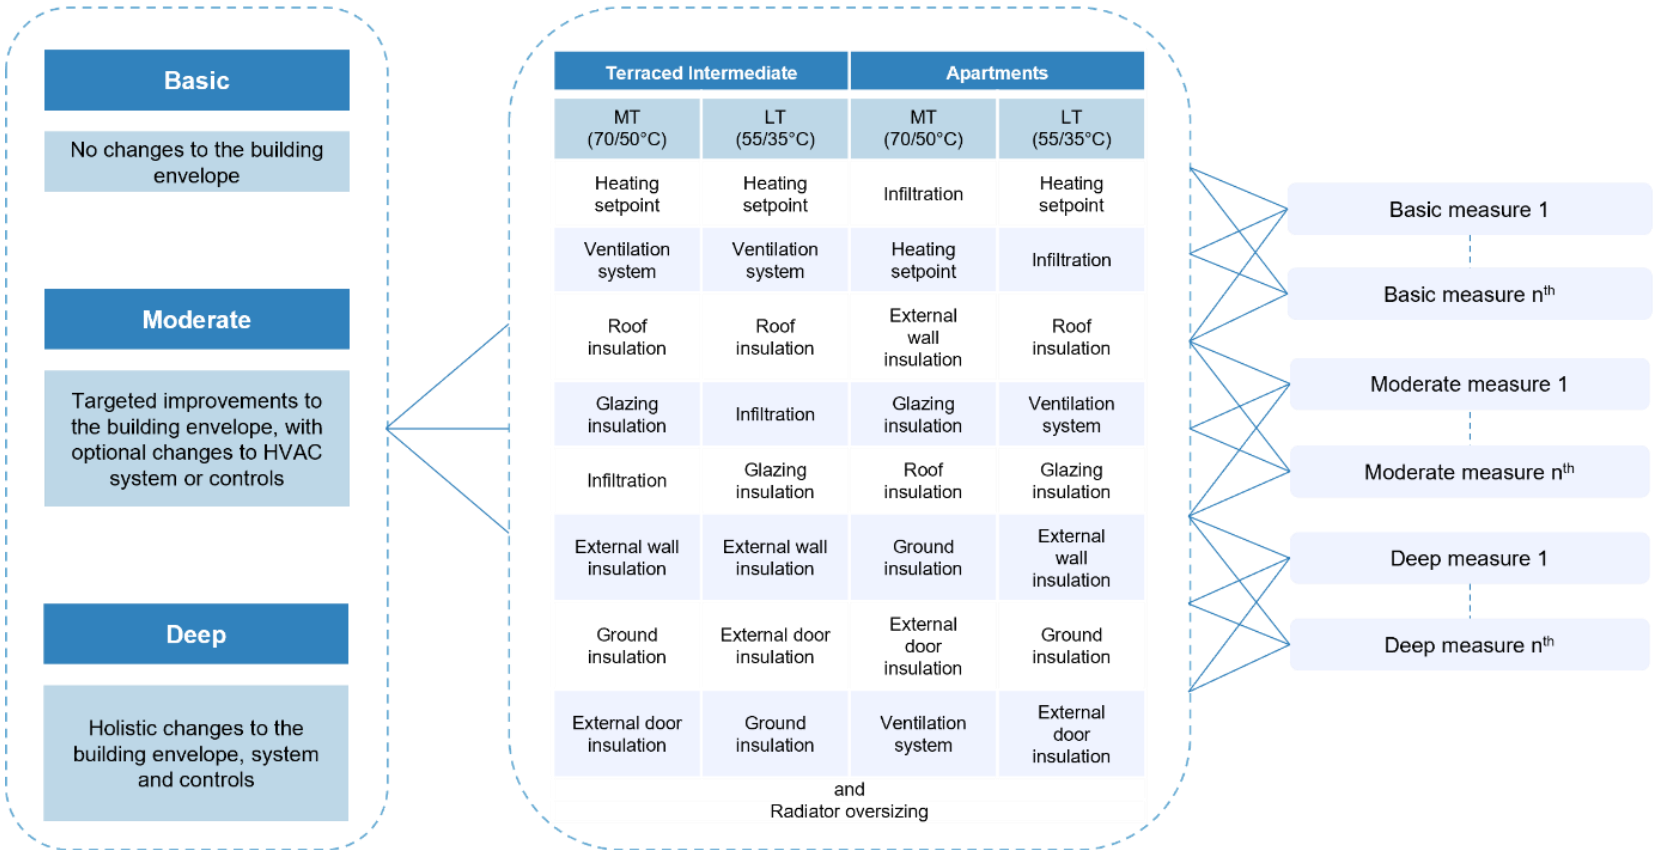 Basic
No changes to the building
envelope
Moderate
Targeted improvements to
the building envelope, with
optional changes to HVAC
system or controls
Deep
Holistic changes to the
building envelope, system
and controls
Terraced Intermediate
Apartments
MT
(70/50°C)
LT
(55/35°C)
MT
(70/50°C)
LT
(55/35°C)
Heating
setpoint
Heating
setpoint
Infiltration
Heating
setpoint
Ventilation
system
Ventilation
system
Heating
setpoint
Infiltration
Roof
insulation
Roof
insulation
External
wall
insulation
Roof
insulation
Glazing
insulation
Infiltration
Glazing
insulation
Ventilation
system
Infiltration
Glazing
insulation
Roof
insulation
Glazing
insulation
External wall
insulation
External wall
insulation
Ground
insulation
External
wall
insulation
Ground
insulation
External door
insulation
External
door
insulation
Ground
insulation
External door
insulation
Ground
insulation
Ventilation
system
External
door
insulation
and
Radiator oversizing
Basic measure 1
Basic measure nth
Moderate measure 1
Moderate measure nth
Deep measure 1
Deep measure nth